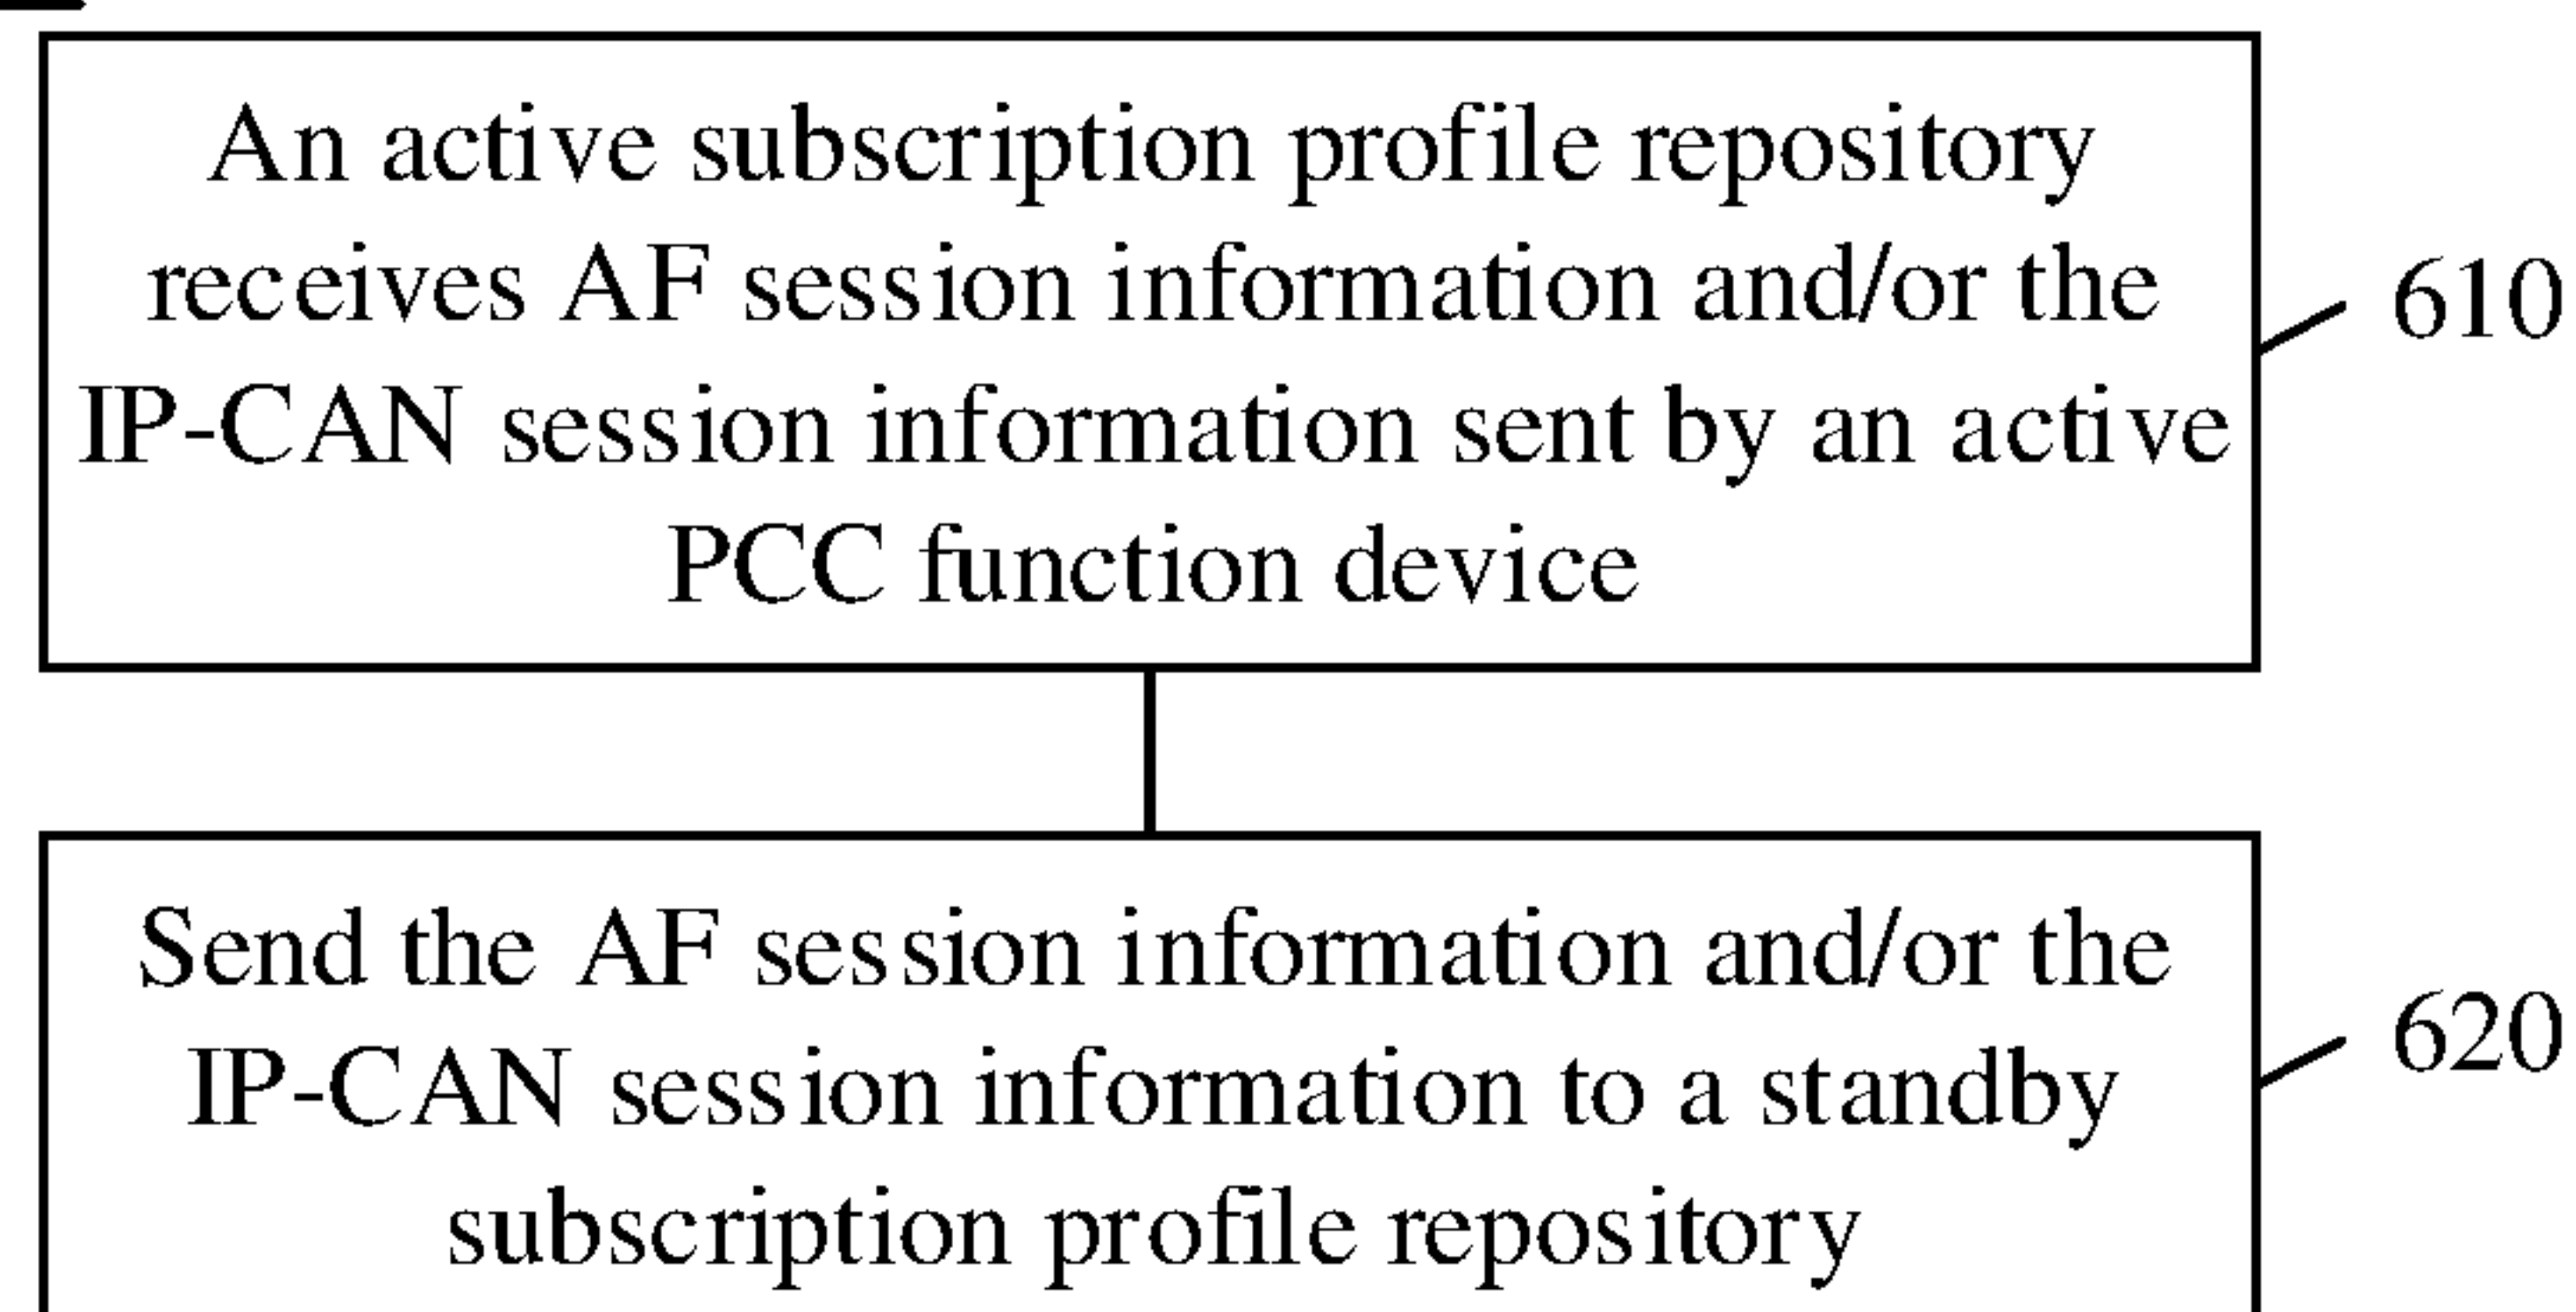 An active subscription profile repository
receives AF session information and/or the
IP-CAN session information sent by an active
PCC function device
610
Send the AF session information and/or the
IP-CAN session information to a standby
subscription profile repository
620